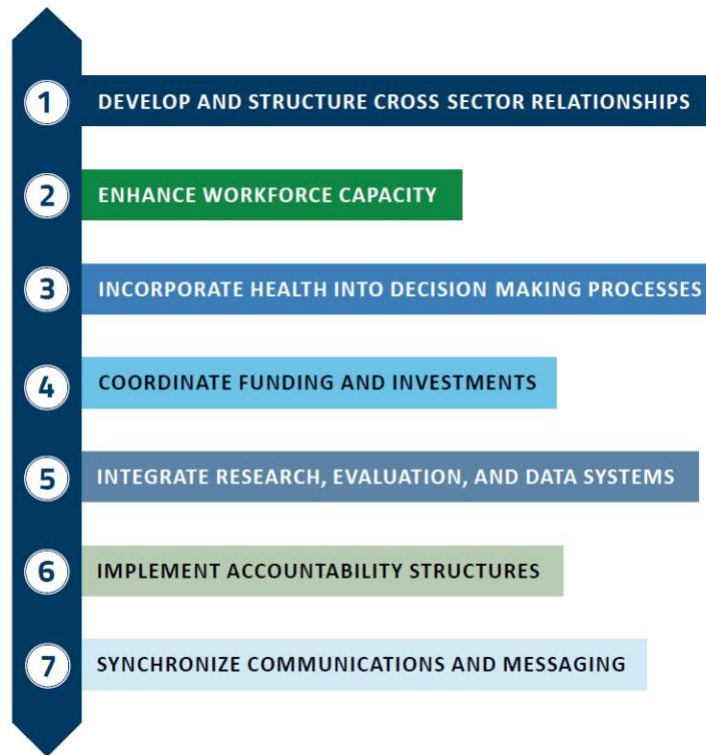 1 DEVELOP AND STRUCTURE CROSS SECTOR RELATIONSHIPS
2 ENHANCE WORKFORCE CAPACITY
3 INCORPORATE HEALTH INTO DECISION MAKING PROCESSES
4 COORDINATE FUNDING AND INVESTMENTS
5 INTEGRATE RESEARCH, EVALUATION, AND DATA SYSTEMS
6 IMPLEMENT ACCOUNTABILITY STRUCTURES
7 SYNCHRONIZE COMMUNICATIONS AND MESSAGING